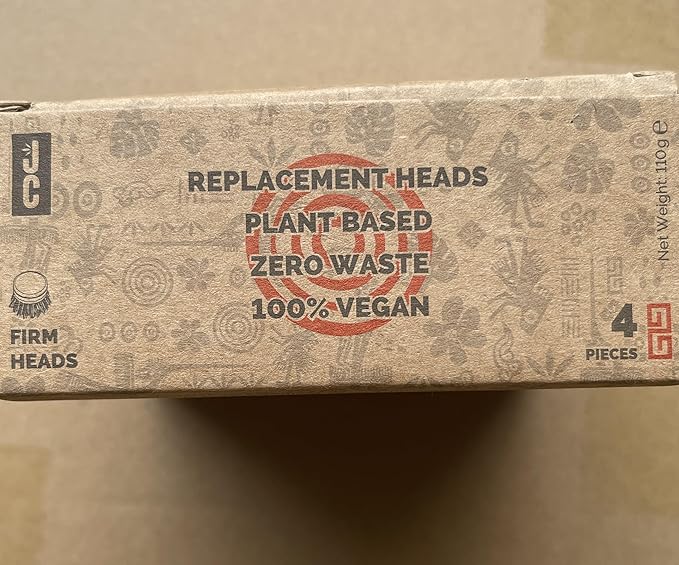 JC
REPLACEMENT HEADS
PLANT BASED
ZERO WASTE
100% VEGAN
FIRM
HEADS
4
PIECES
Net Weight 110g ℮